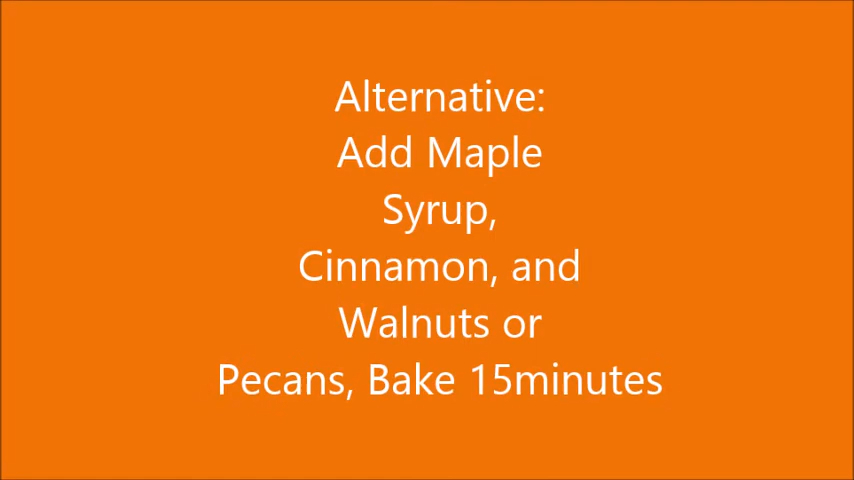 Alternative:
Add Maple
Syrup,
Cinnamon, and
Walnuts or
Pecans, Bake 15minutes